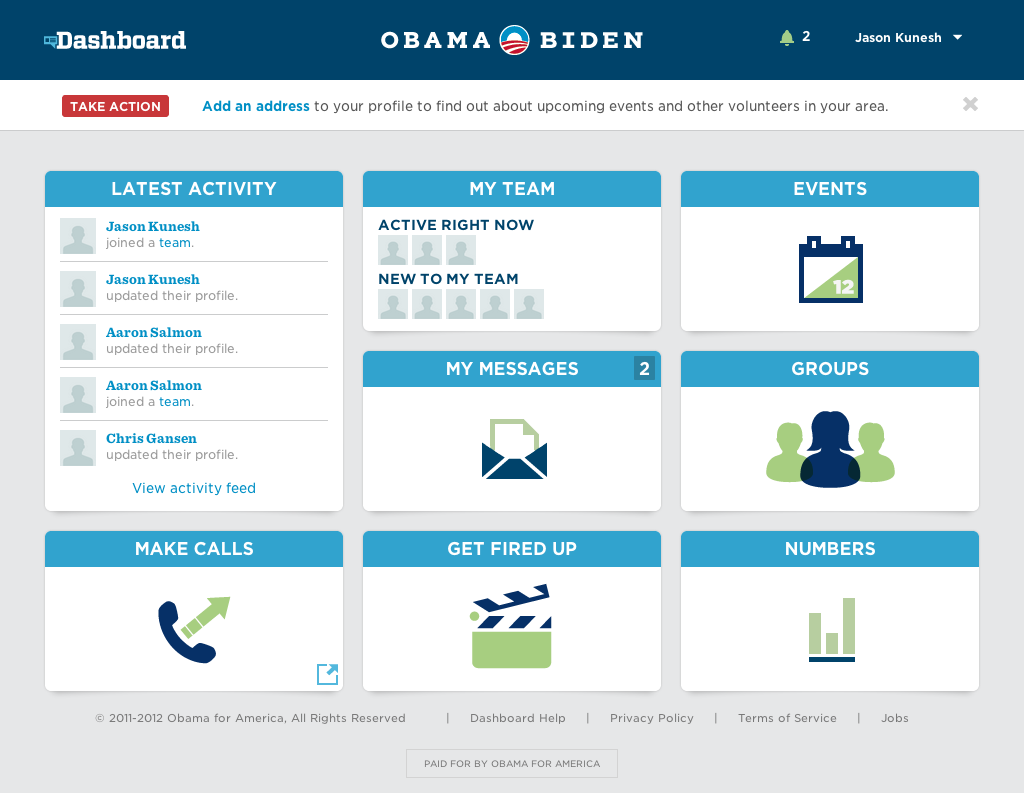 Dashboard
OBAMA BIDEN
2
Jason Kunesh
TAKE ACTION
Add an address to your profile to find out about upcoming events and other volunteers in your area.
LATEST ACTIVITY
Jason Kunesh
joined a team.
Jason Kunesh
updated their profile.
Aaron Salmon
updated their profile.
Aaron Salmon
joined a team.
Chris Gansen
updated their profile.
View activity feed
MY TEAM
ACTIVE RIGHT NOW
NEW TO MY TEAM
EVENTS
12
MY MESSAGES
2
GROUPS
MAKE CALLS
GET FIRED UP
NUMBERS
© 2011-2012 Obama for America, All Rights Reserved | Dashboard Help | Privacy Policy | Terms of Service | Jobs
PAID FOR BY OBAMA FOR AMERICA